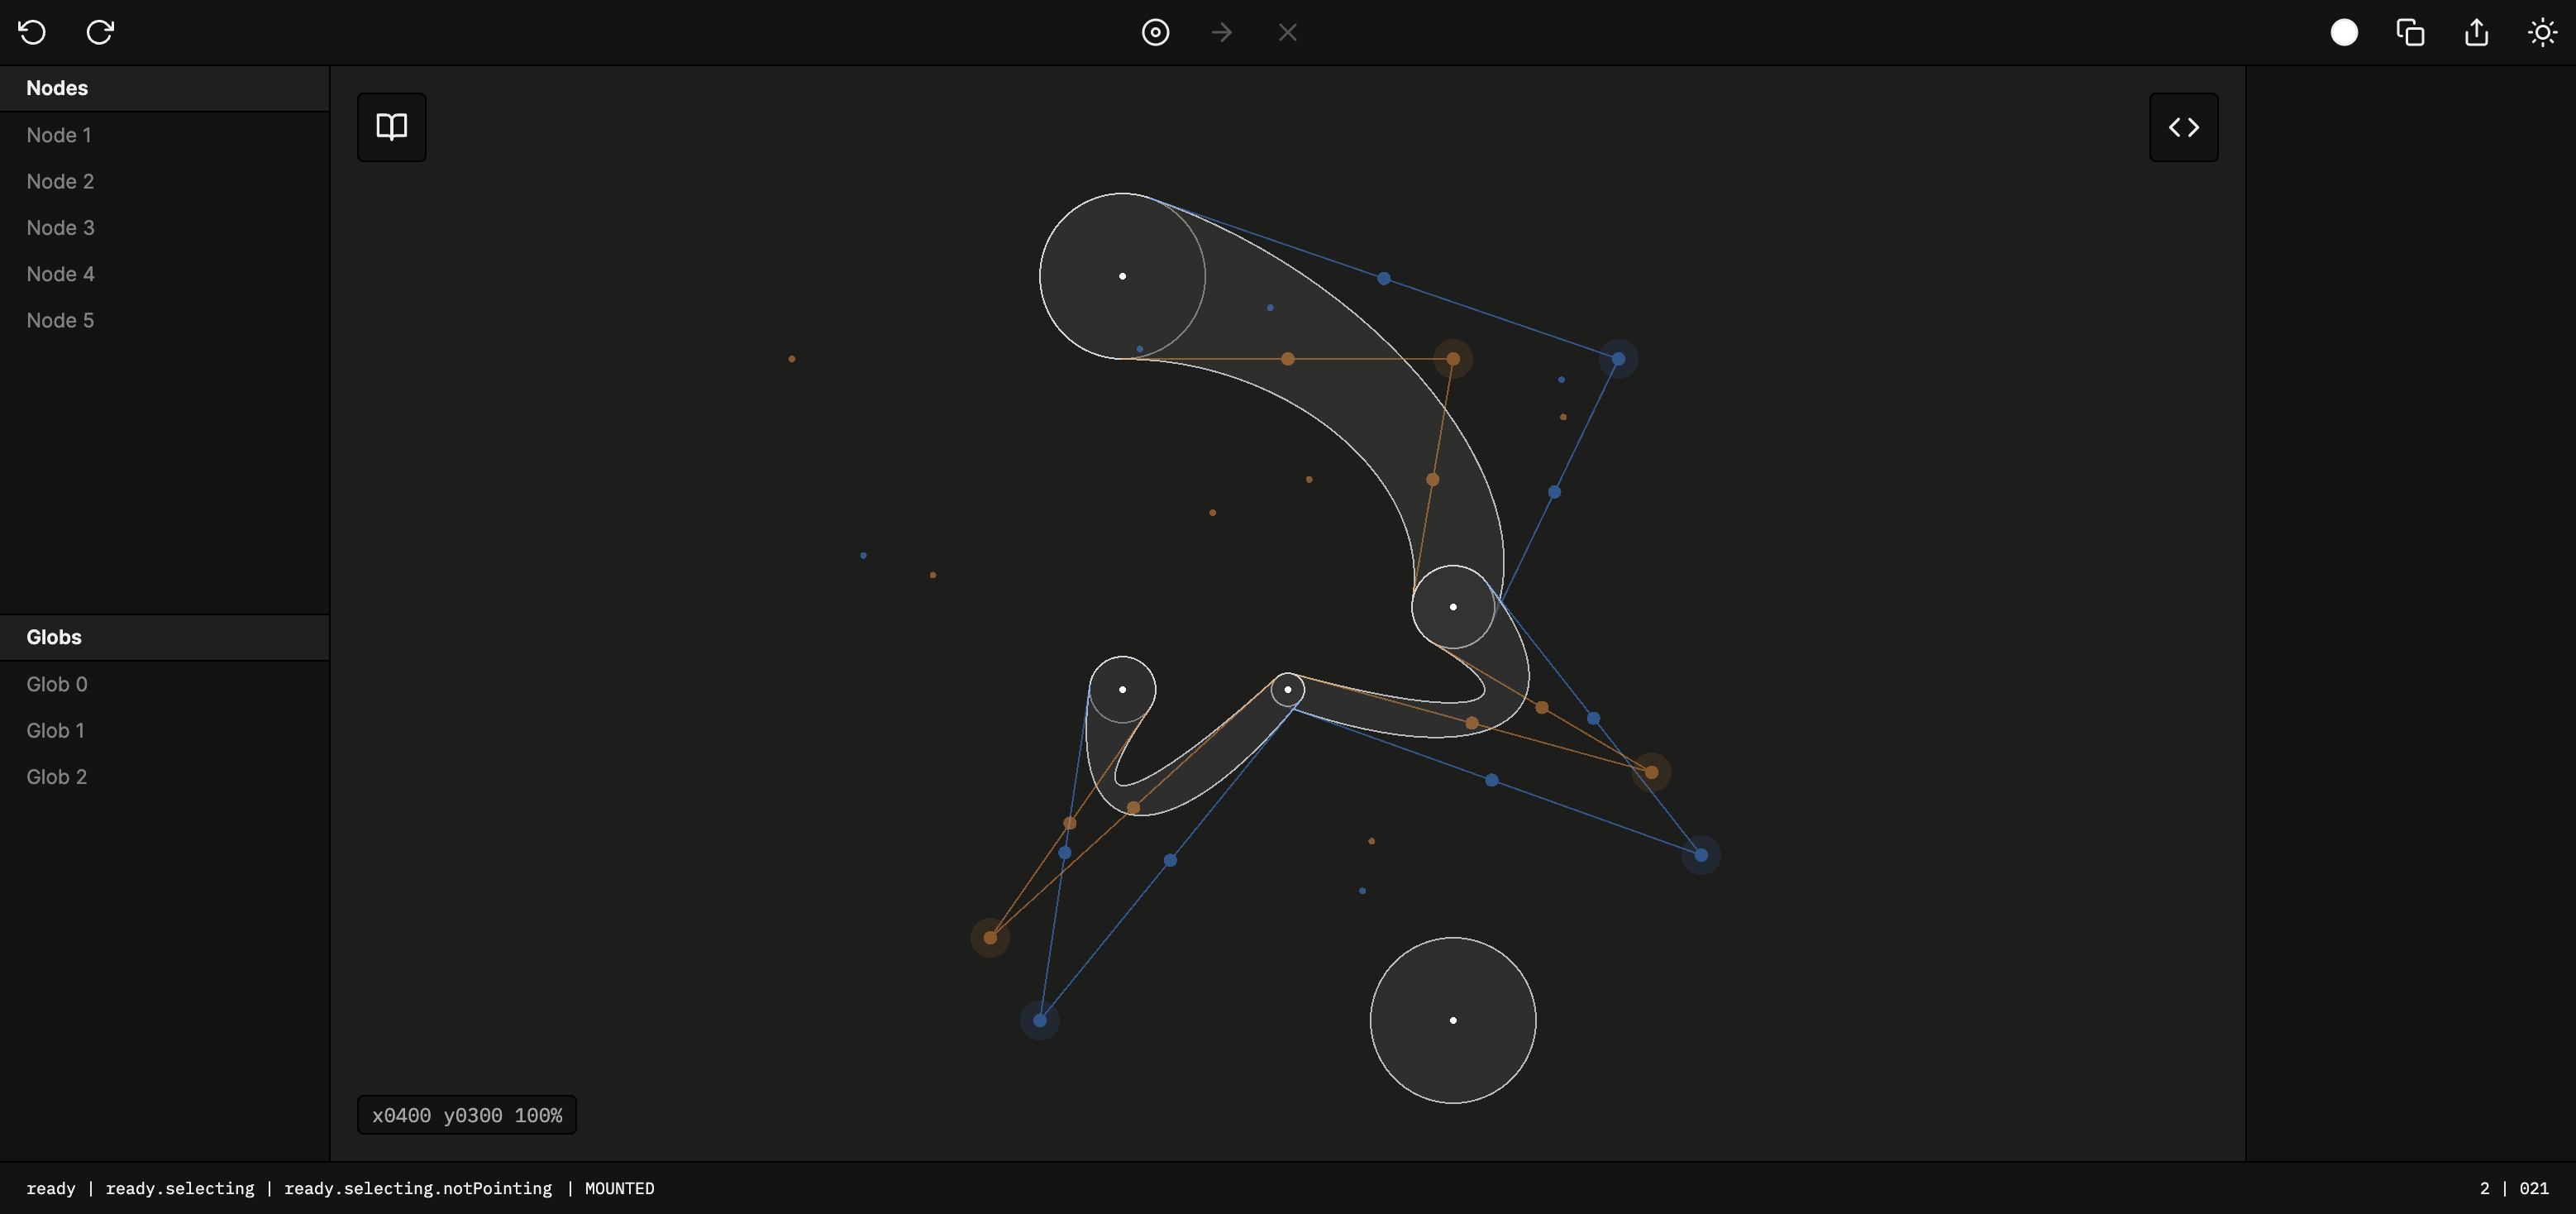 Nodes
Node 1
Node 2
Node 3
Node 4
Node 5
Globs
Glob 0
Glob 1
Glob 2
x0400 y0300 100%
ready | ready.selecting | ready.selecting.notPointing | MOUNTED
2 | 021